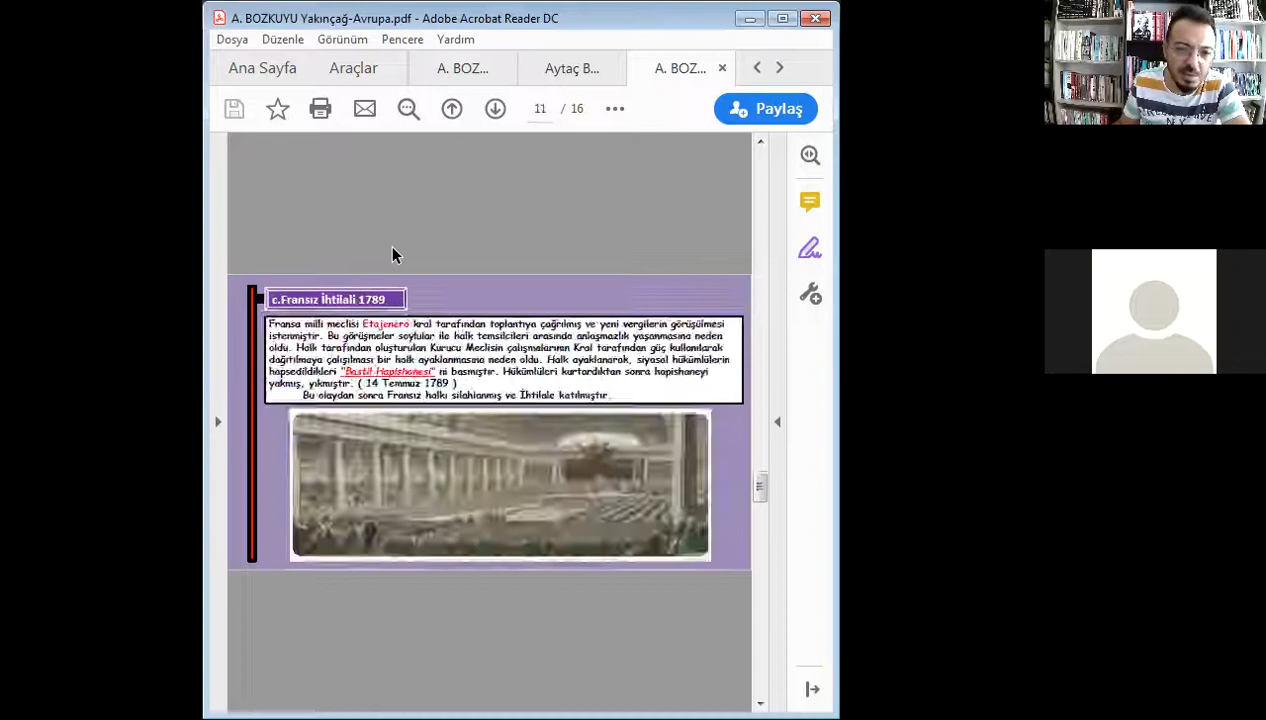 A. BOZKUYU Yakınçağ-Avrupa.pdf - Adobe Acrobat Reader DC
Dosya Düzenle Görünüm Pencere Yardım
Ana Sayfa Araçlar A. BOZ... Aytaç B... A. BOZ...
11 / 16 Paylaş
c.Fransız İhtilali 1789
Fransa milli meclisi Etajenero kral tarafından toplantıya çağrılmış ve yeni vergilerin görüşülmesi
istenmiştir. Bu görüşmeler soylular ile halk temsilcileri arasında anlaşmazlık yaşanmasına neden
oldu. Halk tarafından oluşturulan Kurucu Meclisin çalışmalarının Kral tarafından güç kullanılarak
dağıtılmaya çalışılması bir halk ayaklanmasına neden oldu. Halk ayaklanarak, siyasal hükümlülerin
hapsedildikleri "Bastil Hapishanesi" ni basmıştır. Hükümlüleri kurtardıktan sonra hapishaneyi
yakmış, yıkmıştır. ( 14 Temmuz 1789 )
Bu olaydan sonra Fransız halkı silahlanmış ve İhtilale katılmıştır.